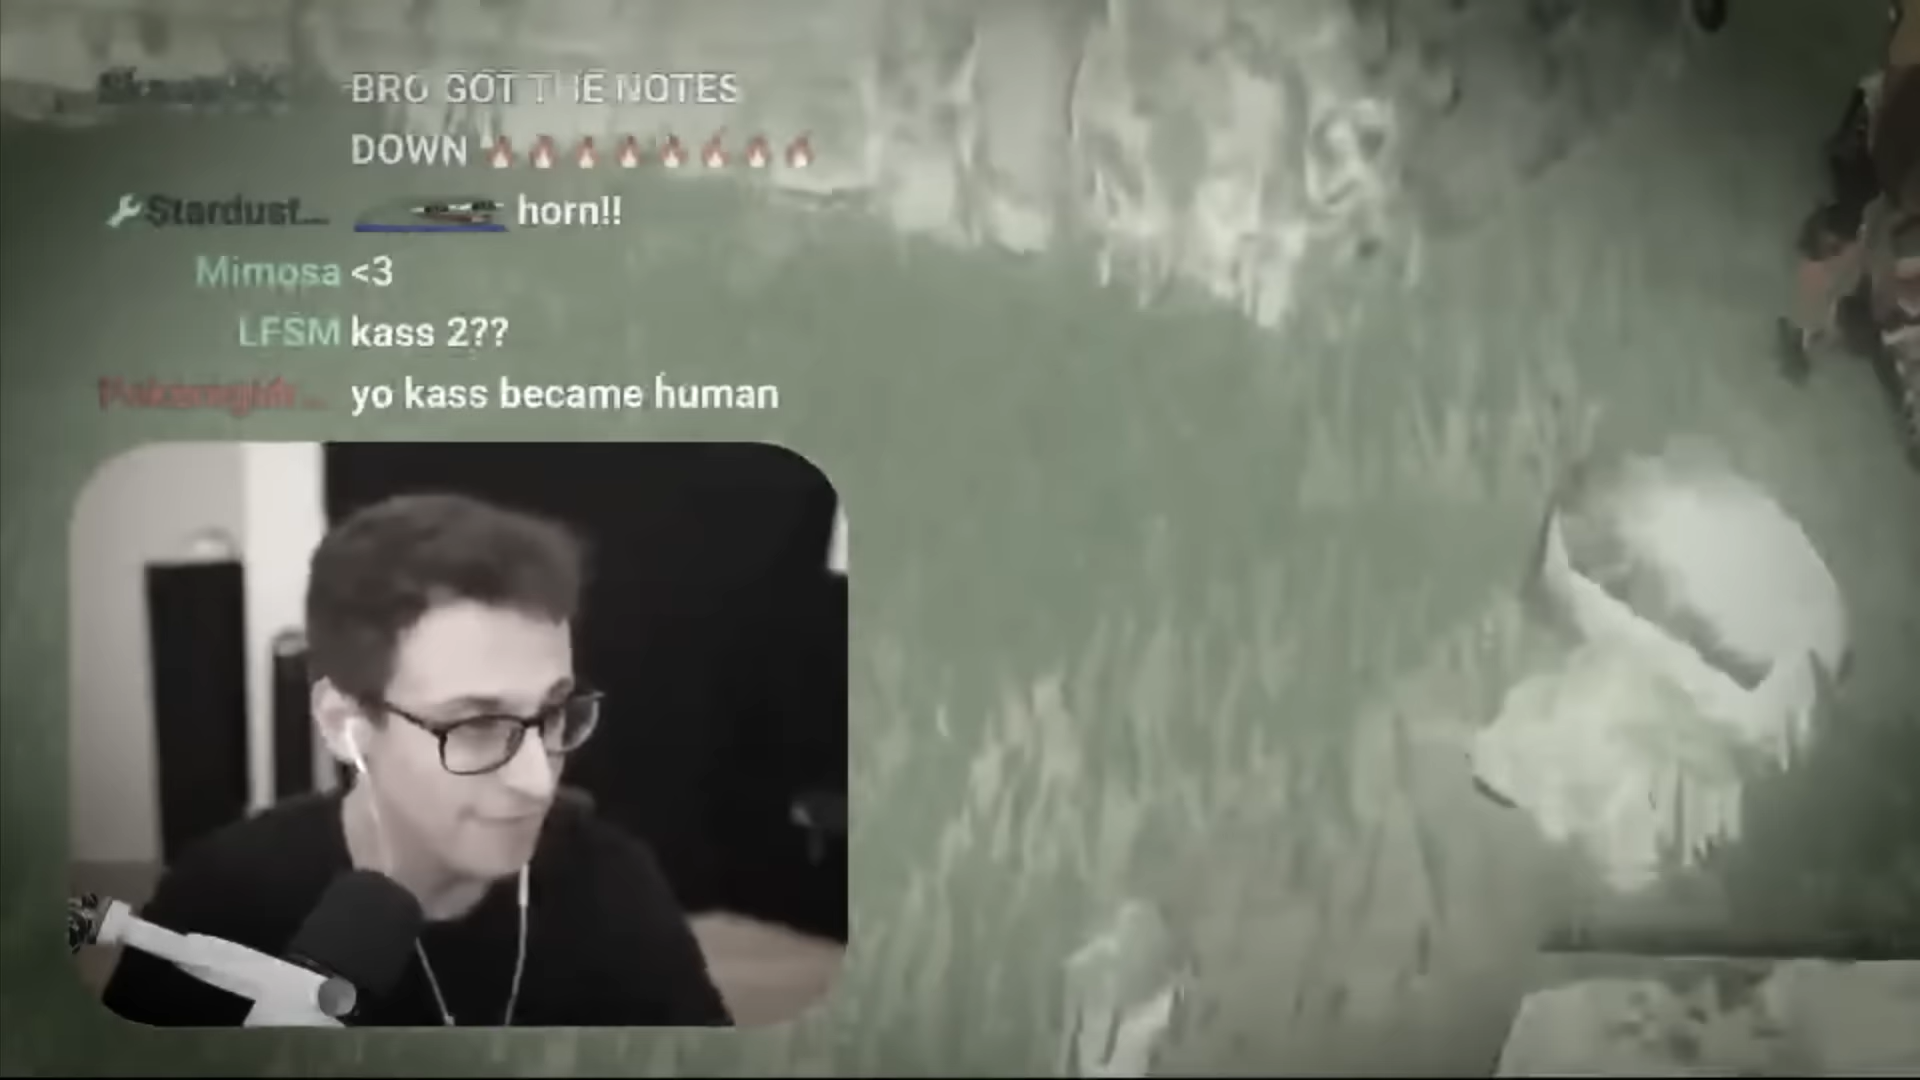 BRO GOT THE NOTES
DOWN 🔥🔥🔥🔥🔥🔥🔥🔥
Stardust... horn!!
Mimosa <3
LFSM kass 2??
yo kass became human